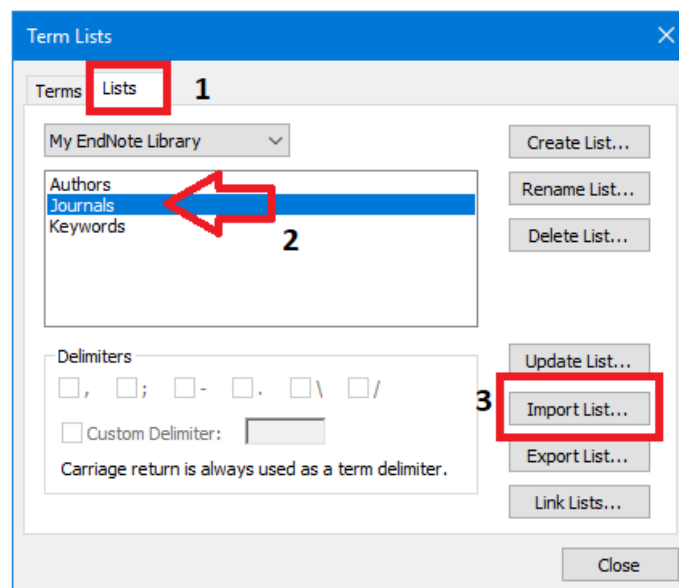 Term Lists
Terms
Lists
1
My EndNote Library
Create List...
Authors
Journals
Keywords
2
Rename List...
Delete List...
Delimiters
, ; - . \ /
Custom Delimiter:
Carriage return is always used as a term delimiter.
Update List...
3
Import List...
Export List...
Link Lists...
Close